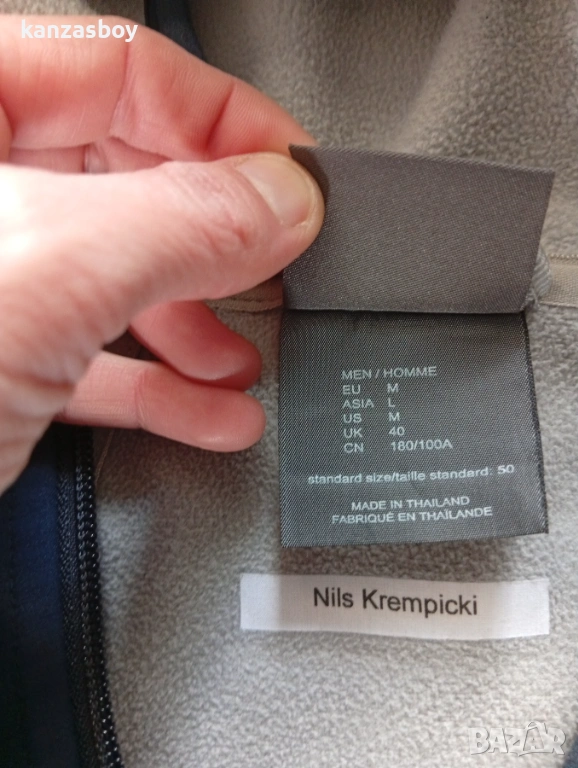 kanzasboy
MEN / HOMME
EU M
ASIA L
US M
UK 40
CN 180/100A
standard size/taille standard: 50
MADE IN THAILAND
FABRIQUÉ EN THAÏLANDE
Nils Krempicki
BAZAR